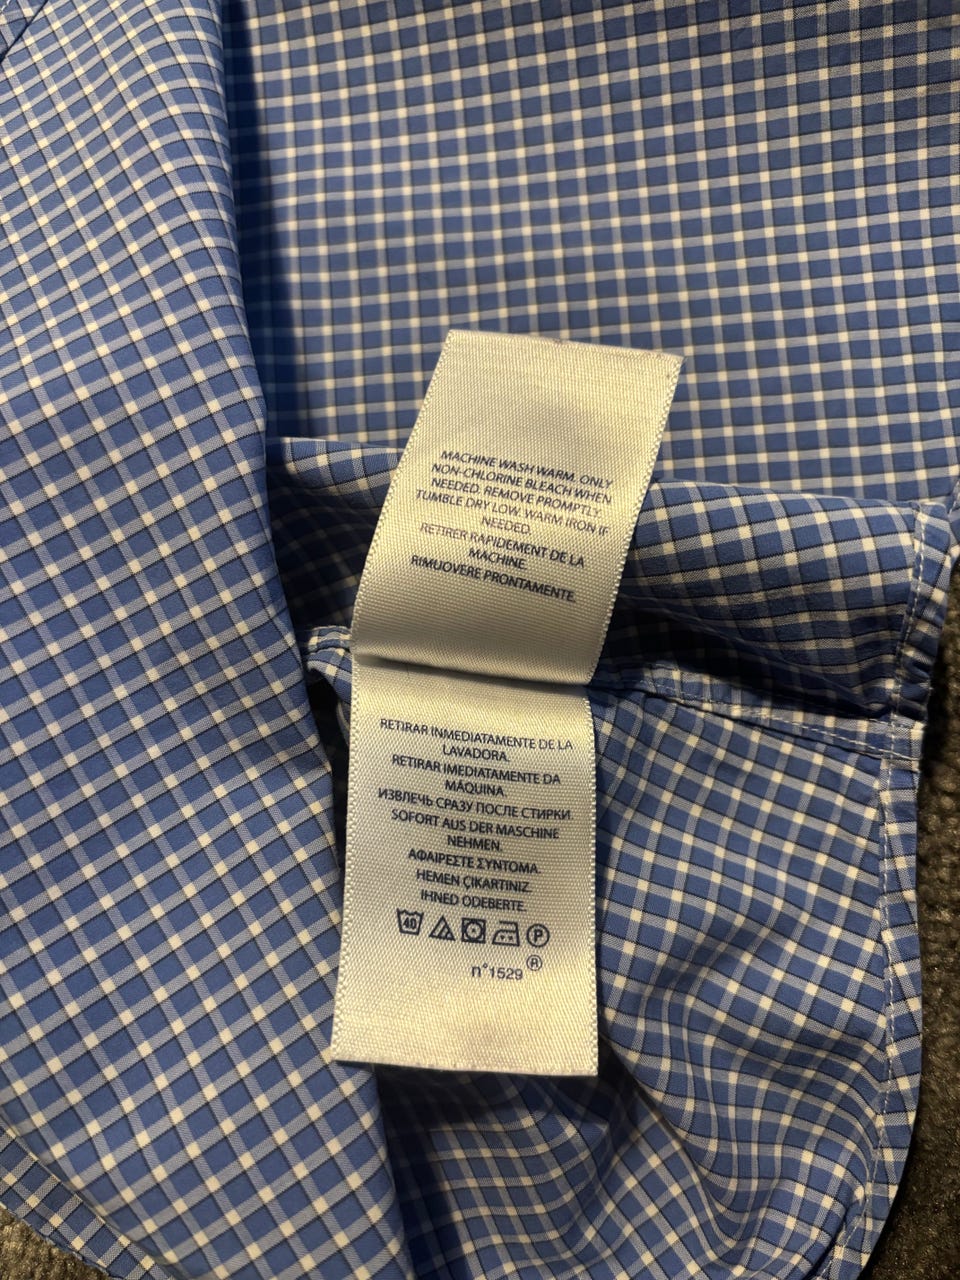 MACHINE WASH WARM. ONLY
NON-CHLORINE BLEACH WHEN
NEEDED. REMOVE PROMPTLY.
TUMBLE DRY LOW. WARM IRON IF
NEEDED.
RETIRER RAPIDEMENT DE LA
MACHINE.
RIMUOVERE PRONTAMENTE.
RETIRAR INMEDIATAMENTE DE LA
LAVADORA.
RETIRAR IMEDIATAMENTE DA
MÁQUINA.
ИЗВЛЕЧЬ СРАЗУ ПОСЛЕ СТИРКИ.
SOFORT AUS DER MASCHINE
NEHMEN.
ΑΦΑΙΡΕΣΤΕ ΣΥΝΤΟΜΑ.
HEMEN ÇIKARTINIZ.
IHNED ODEBERTE.
40 P
n°1529 ®